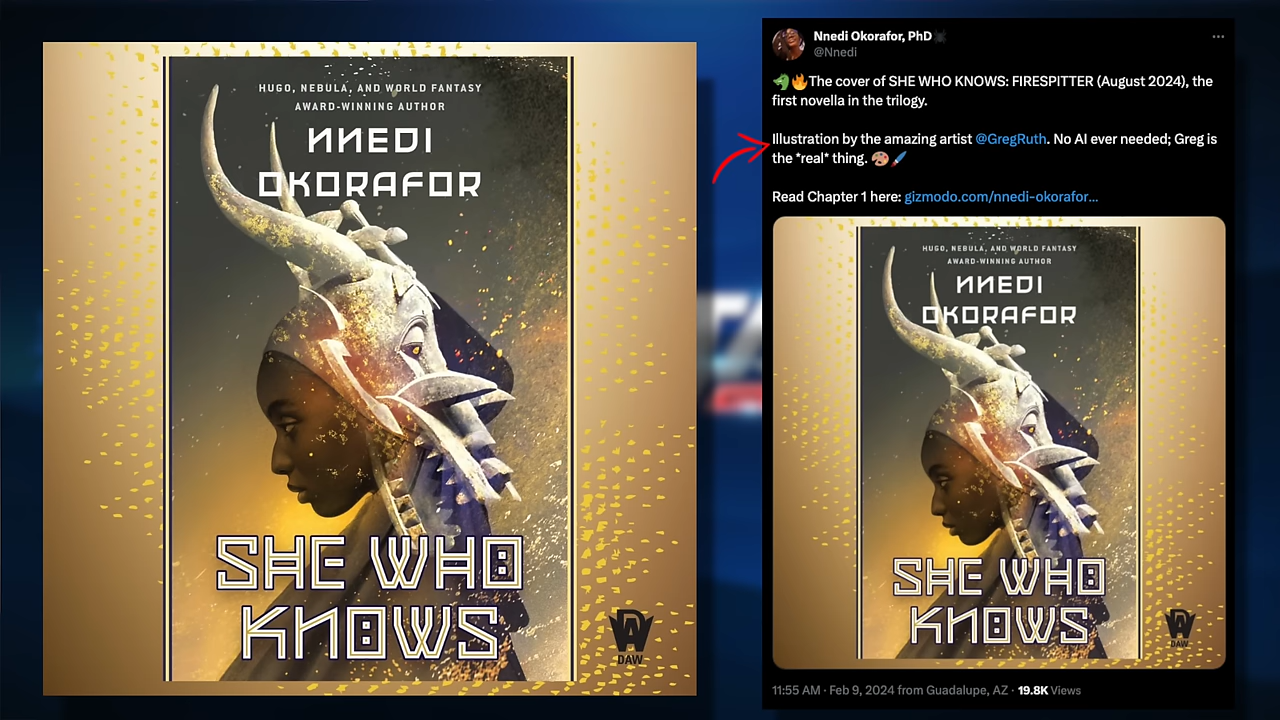 HUGO, NEBULA, AND WORLD FANTASY
AWARD-WINNING AUTHOR
NNEDI
OKORAFOR
SHE WHO
KNOWS
DAW
Nnedi Okorafor, PhD
@Nnedi
🐲🔥The cover of SHE WHO KNOWS: FIRESPITTER (August 2024), the
first novella in the trilogy.
Illustration by the amazing artist @GregRuth. No AI ever needed; Greg is
the *real* thing. 🎨🖌️
Read Chapter 1 here: gizmodo.com/nnedi-okorafor…
HUGO, NEBULA, AND WORLD FANTASY
AWARD-WINNING AUTHOR
NNEDI
OKORAFOR
SHE WHO
KNOWS
DAW
11:55 AM · Feb 9, 2024 from Guadalupe, AZ · 19.8K Views